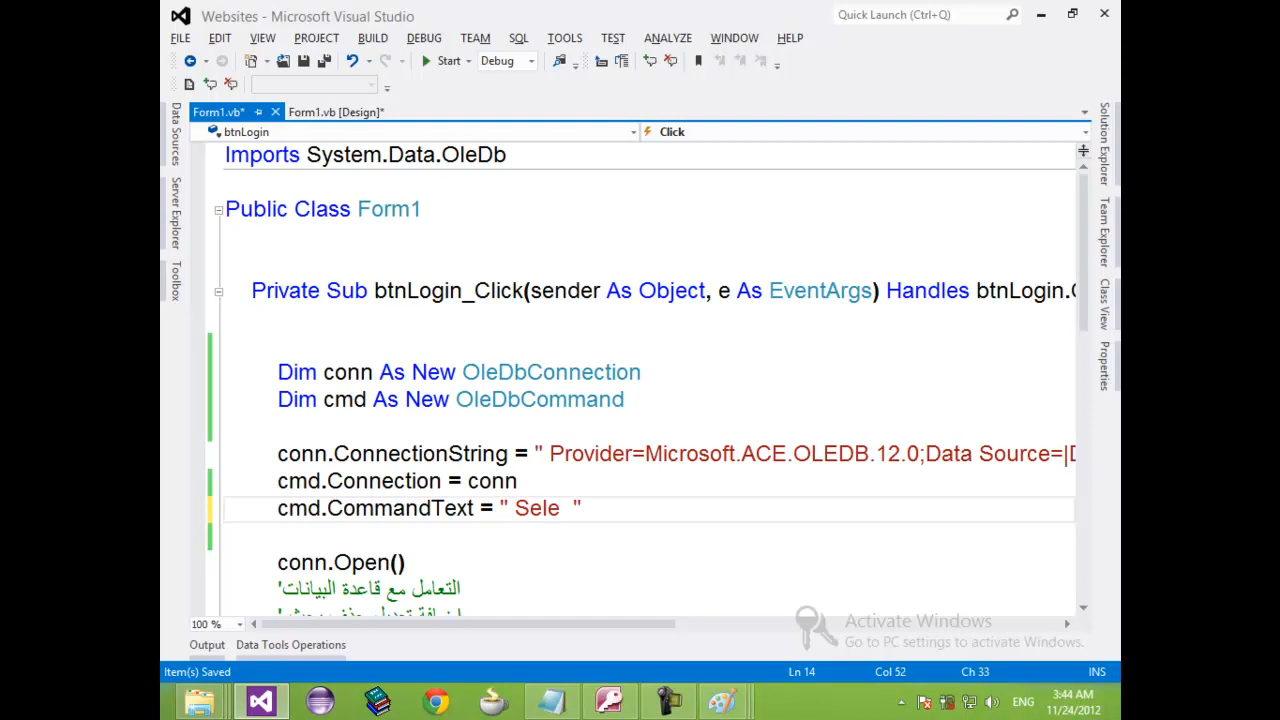 Websites - Microsoft Visual Studio
Quick Launch (Ctrl+Q)
FILE EDIT VIEW PROJECT BUILD DEBUG TEAM SQL TOOLS TEST ANALYZE WINDOW HELP
Start Debug
Form1.vb* Form1.vb [Design]*
btnLogin Click
Data Sources
Server Explorer
Toolbox
Imports System.Data.OleDb
Public Class Form1
Private Sub btnLogin_Click(sender As Object, e As EventArgs) Handles btnLogin.
Dim conn As New OleDbConnection
Dim cmd As New OleDbCommand
conn.ConnectionString = " Provider=Microsoft.ACE.OLEDB.12.0;Data Source=|
cmd.Connection = conn
cmd.CommandText = " Sele  "
conn.Open()
'التعامل مع قاعدة البيانات
Solution Explorer
Team Explorer
Class View
Properties
Activate Windows
Go to PC settings to activate Windows.
100 %
Output Data Tools Operations
Item(s) Saved Ln 14 Col 52 Ch 33 INS
ENG
3:44 AM
11/24/2012